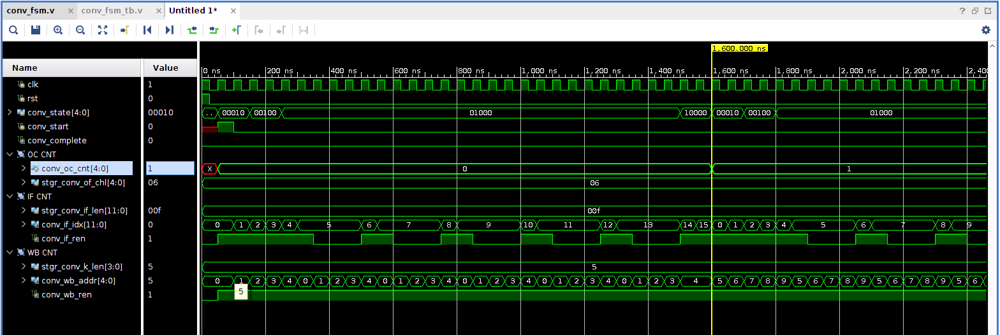 conv_fsm.v × conv_fsm_tb.v × Untitled 1* ×
?
1,600.000 ns
Name Value
0 ns 200 ns 400 ns 600 ns 800 ns 1,000 ns 1,200 ns 1,400 ns 1,600 ns 1,800 ns 2,000 ns 2,200 ns 2,400
clk 1
rst 0
conv_state[4:0] 00010 .. 00010 00100 01000 10000 00010 00100 01000
conv_start 0
conv_complete 0
OC CNT
conv_oc_cnt[4:0] 1 X 0 1
stgr_conv_of_chl[4:0] 06 06
IF CNT
stgr_conv_if_len[11:0] 00f 00f
conv_if_idx[11:0] 0 0 1 2 3 4 5 6 7 8 9 10 11 12 13 14 15 0 1 2 3 4 5 6 7 8 9
conv_if_ren 1
WB CNT
stgr_conv_k_len[3:0] 5 5
conv_wb_addr[4:0] 5 0 1 2 3 4 0 1 2 3 4 0 1 2 3 4 0 1 2 3 4 0 1 2 3 4 0 1 2 3 4 5 6 7 8 9 5 6 7 8 9 5 6 7 8 9 5 6
5
conv_wb_ren 1